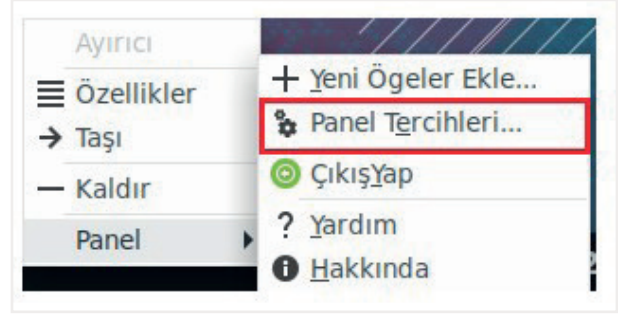 Ayırıcı
Özellikler
Taşı
Kaldır
Panel
Yeni Ögeler Ekle...
Panel Tercihleri...
ÇıkışYap
Yardım
Hakkında